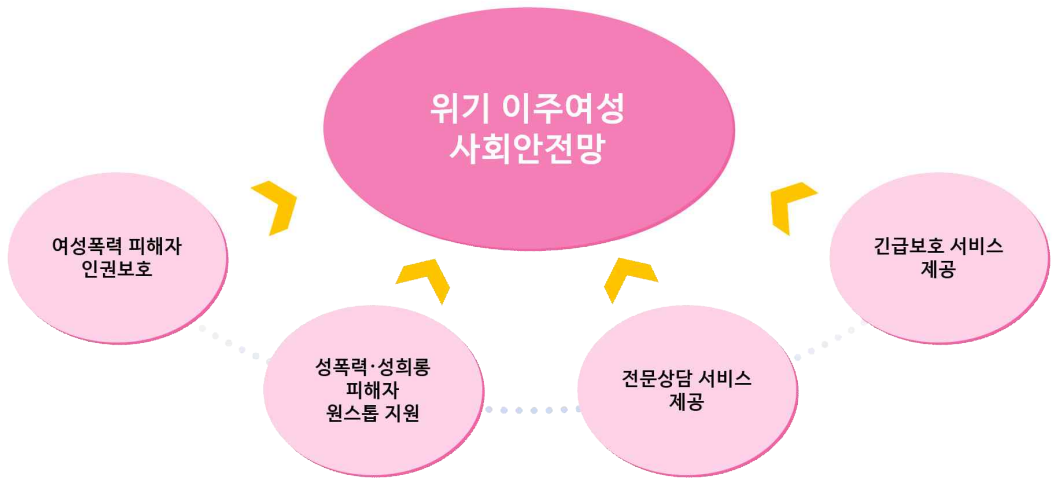 위기 이주여성
사회안전망
여성폭력 피해자
인권보호
성폭력·성희롱
피해자
원스톱 지원
전문상담 서비스
제공
긴급보호 서비스
제공